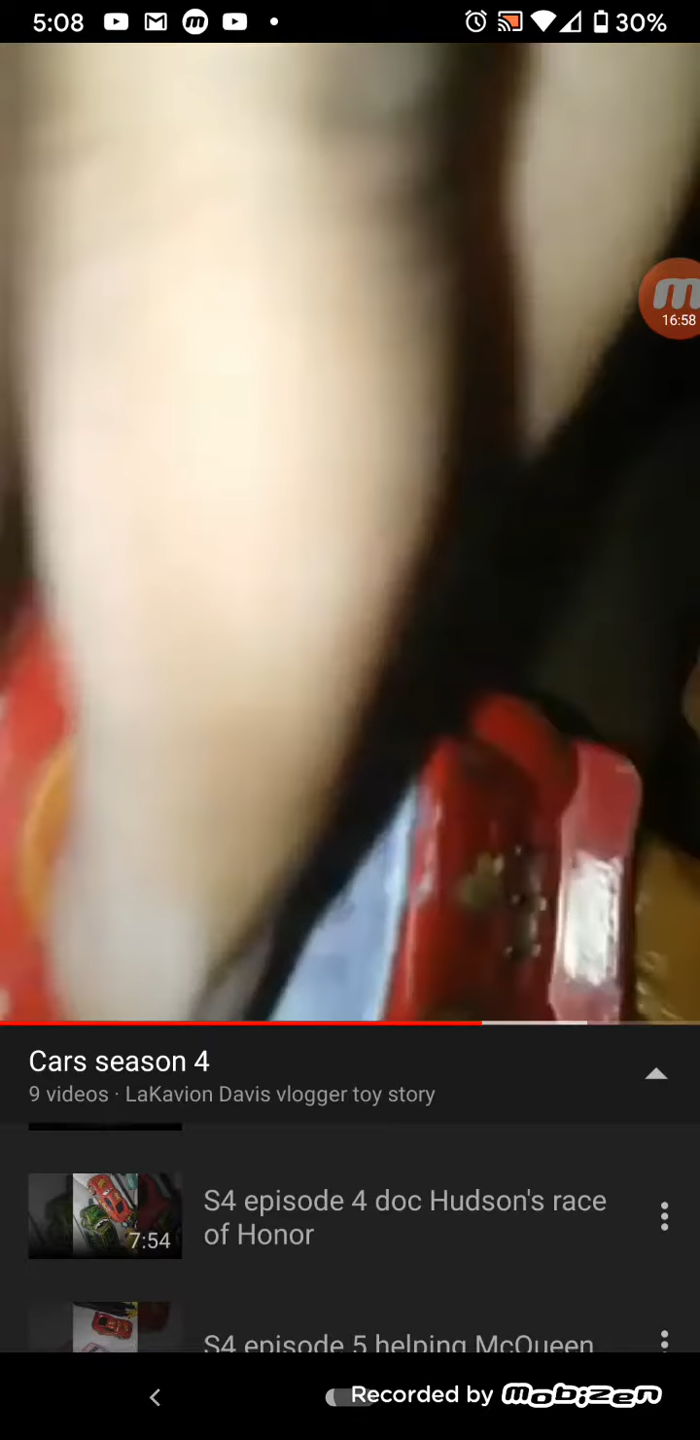 5:08
30%
m
16:58
Cars season 4
9 videos · LaKavion Davis vlogger toy story
S4 episode 4 doc Hudson's race
of Honor
7:54
S4 episode 5 helping McQueen
Recorded by mobizen